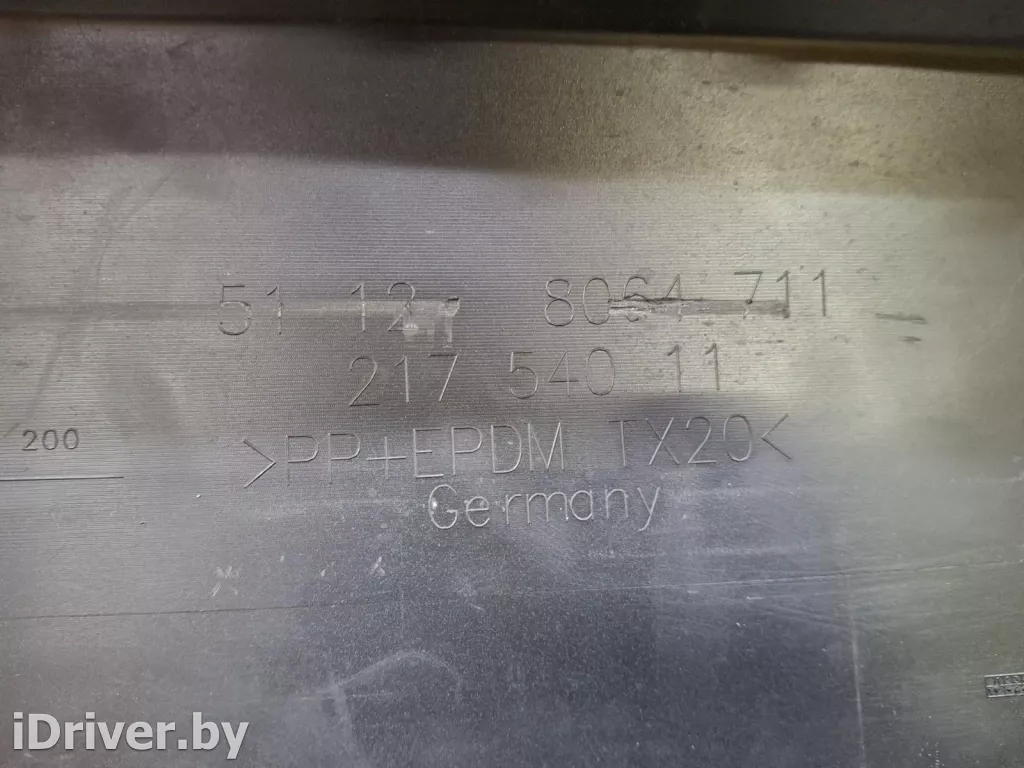 51 12 8064 711
217 540 11
200
>PP+EPDM TX20<
Germany
iDriver.by